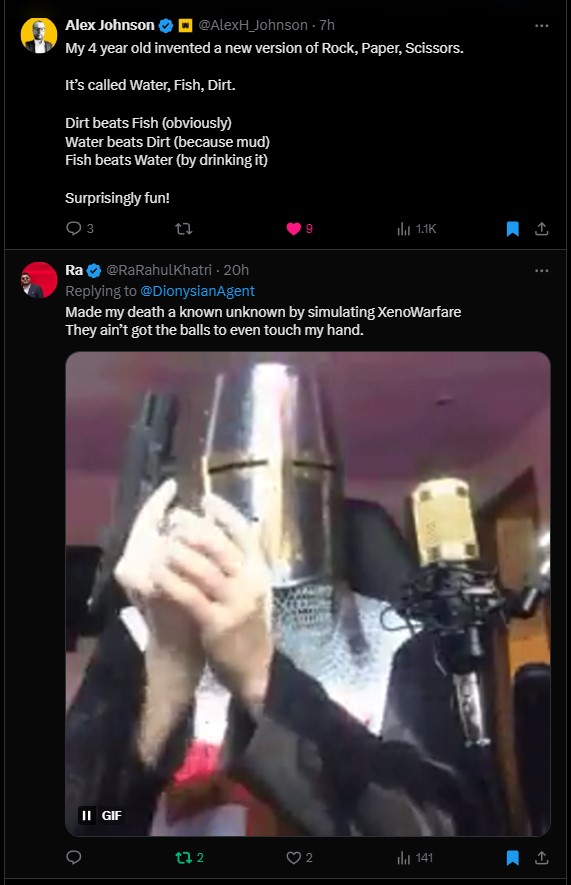 Alex Johnson @AlexH_Johnson · 7h
My 4 year old invented a new version of Rock, Paper, Scissors.
It’s called Water, Fish, Dirt.
Dirt beats Fish (obviously)
Water beats Dirt (because mud)
Fish beats Water (by drinking it)
Surprisingly fun!
3 9 1.1K
Ra @RaRahulKhatri · 20h
Replying to @DionysianAgent
Made my death a known unknown by simulating XenoWarfare
They ain’t got the balls to even touch my hand.
GIF
2 2 141